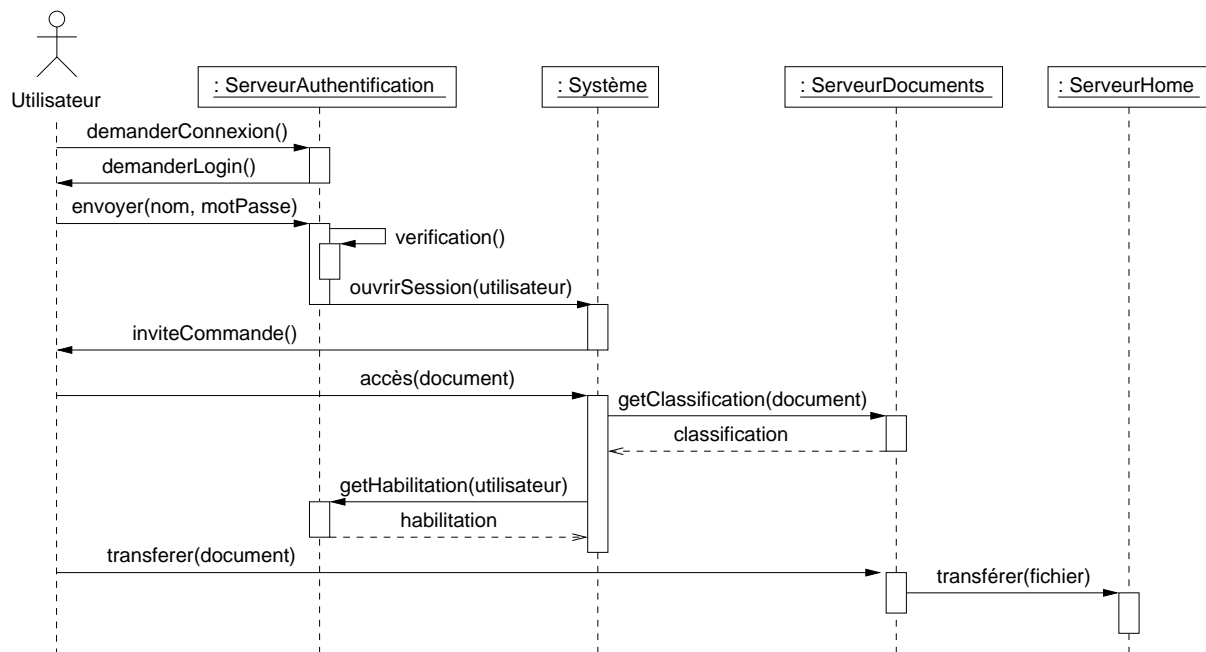 Utilisateur
: ServeurAuthentification
: Système
: ServeurDocuments
: ServeurHome
demanderConnexion()
demanderLogin()
envoyer(nom, motPasse)
verification()
ouvrirSession(utilisateur)
inviteCommande()
accès(document)
getClassification(document)
classification
getHabilitation(utilisateur)
habilitation
transferer(document)
transférer(fichier)